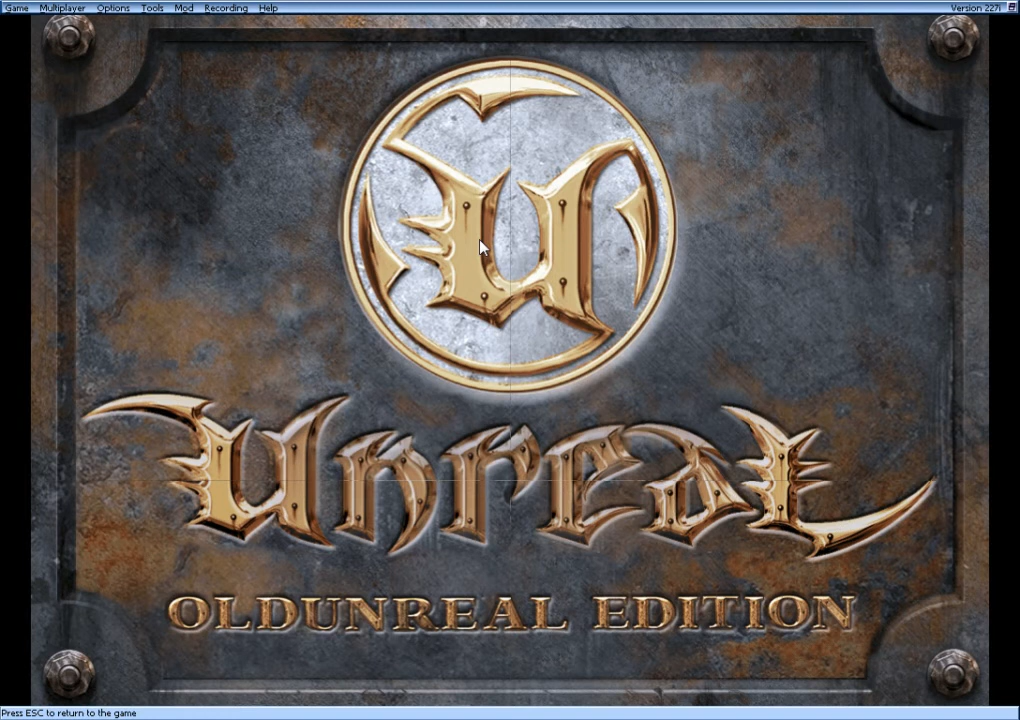 Game Multiplayer Options Tools Mod Recording Help Version 227i
Unreal
OLDUNREAL EDITION
Press ESC to return to the game